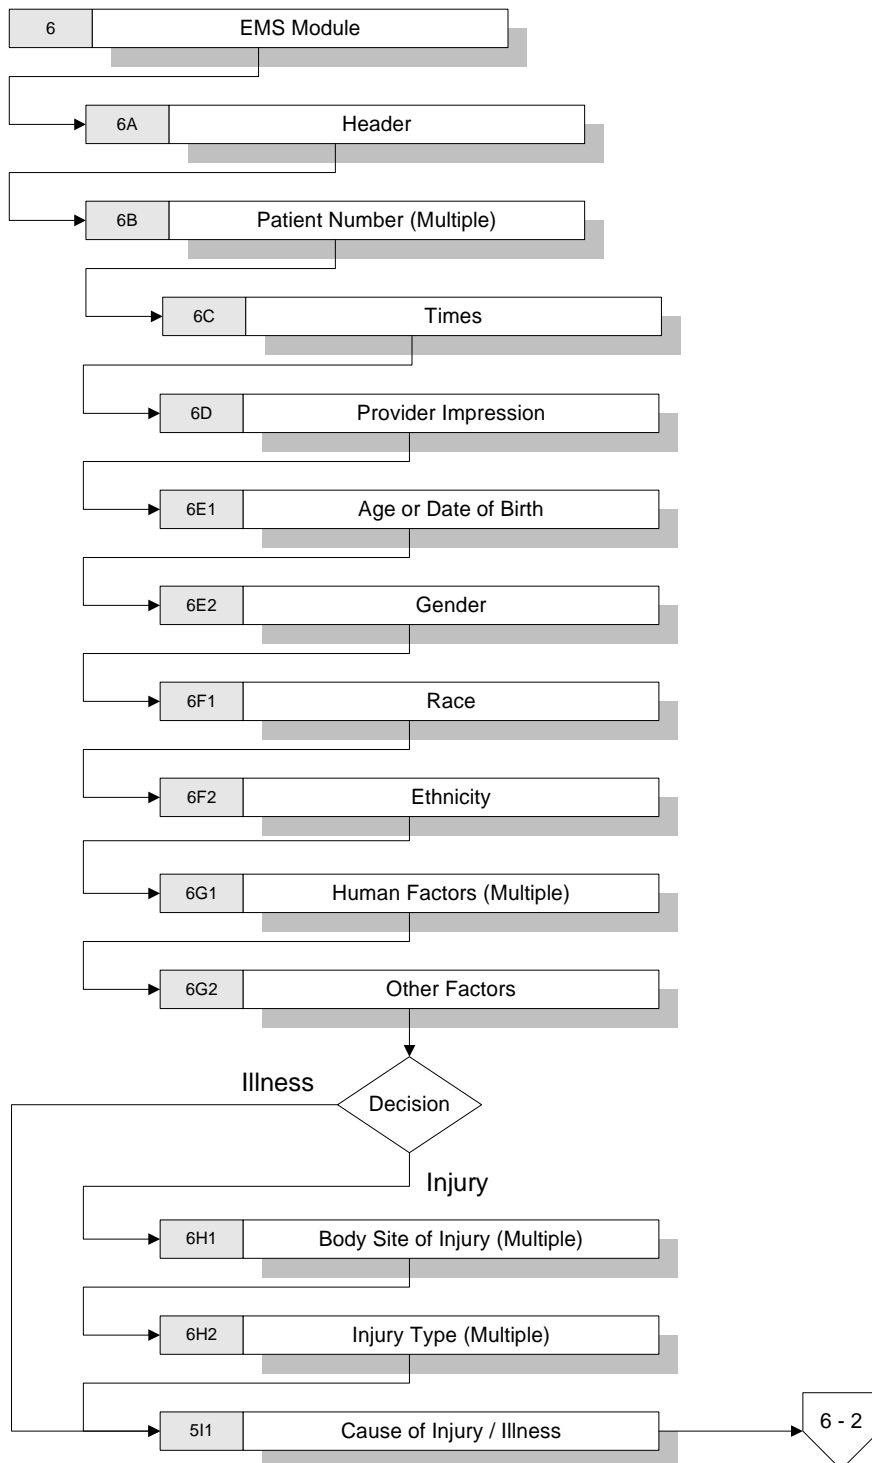 6 EMS Module
6A Header
6B Patient Number (Multiple)
6C Times
6D Provider Impression
6E1 Age or Date of Birth
6E2 Gender
6F1 Race
6F2 Ethnicity
6G1 Human Factors (Multiple)
6G2 Other Factors
Illness
Decision
Injury
6H1 Body Site of Injury (Multiple)
6H2 Injury Type (Multiple)
5I1 Cause of Injury / Illness
6 - 2